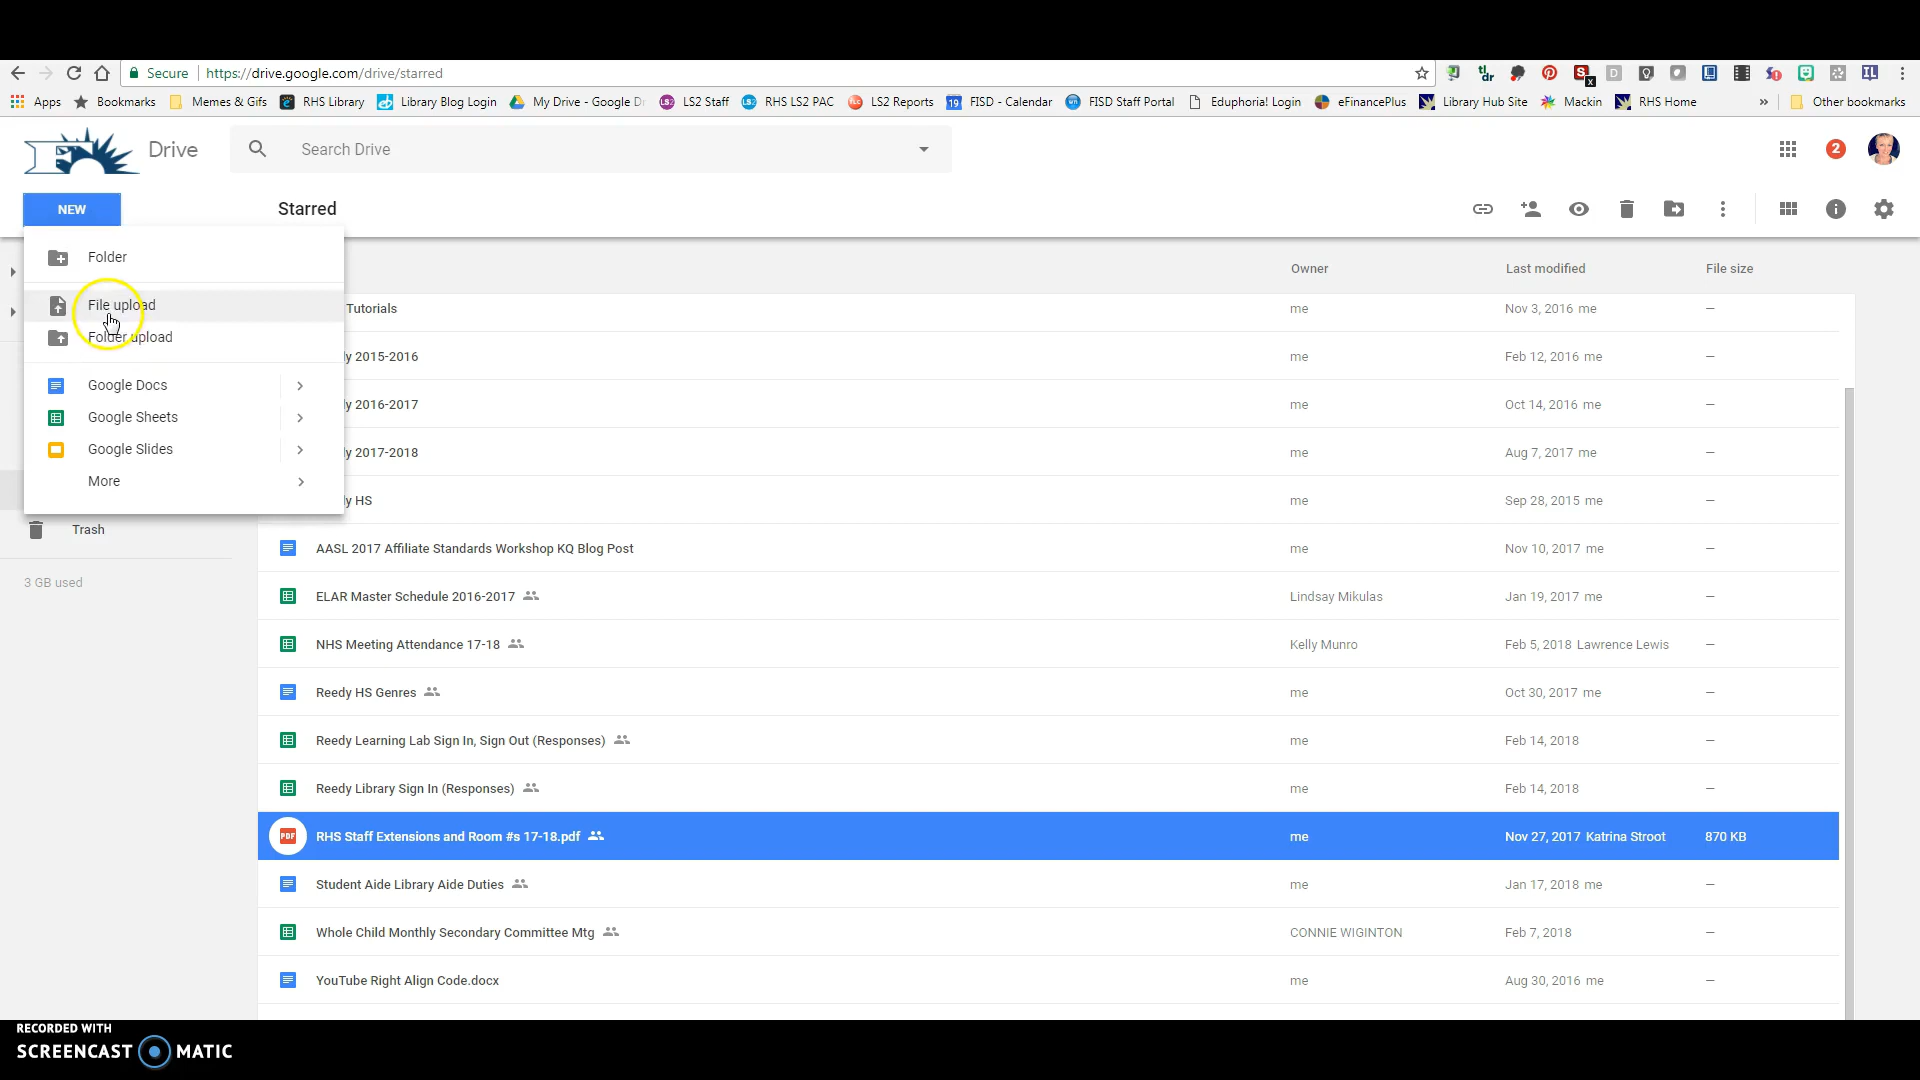 Secure https://drive.google.com/drive/starred
Apps Bookmarks Memes & Gifs RHS Library Library Blog Login My Drive - Google Dr LS2 Staff RHS LS2 PAC LS2 Reports FISD - Calendar FISD Staff Portal Eduphoria! Login eFinancePlus Library Hub Site Mackin RHS Home » Other bookmarks
Drive Search Drive 2
NEW Starred
Folder
Owner Last modified File size
File upload
Tutorials me Nov 3, 2016 me —
Folder upload
y 2015-2016 me Feb 12, 2016 me —
Google Docs
y 2016-2017 me Oct 14, 2016 me —
Google Sheets
Google Slides
y 2017-2018 me Aug 7, 2017 me —
More
y HS me Sep 28, 2015 me —
Trash
AASL 2017 Affiliate Standards Workshop KQ Blog Post me Nov 10, 2017 me —
3 GB used
ELAR Master Schedule 2016-2017 Lindsay Mikulas Jan 19, 2017 me —
NHS Meeting Attendance 17-18 Kelly Munro Feb 5, 2018 Lawrence Lewis —
Reedy HS Genres me Oct 30, 2017 me —
Reedy Learning Lab Sign In, Sign Out (Responses) me Feb 14, 2018 —
Reedy Library Sign In (Responses) me Feb 14, 2018 —
PDF RHS Staff Extensions and Room #s 17-18.pdf me Nov 27, 2017 Katrina Stroot 870 KB
Student Aide Library Aide Duties me Jan 17, 2018 me —
Whole Child Monthly Secondary Committee Mtg CONNIE WIGINTON Feb 7, 2018 —
YouTube Right Align Code.docx me Aug 30, 2016 me —
RECORDED WITH
SCREENCAST MATIC